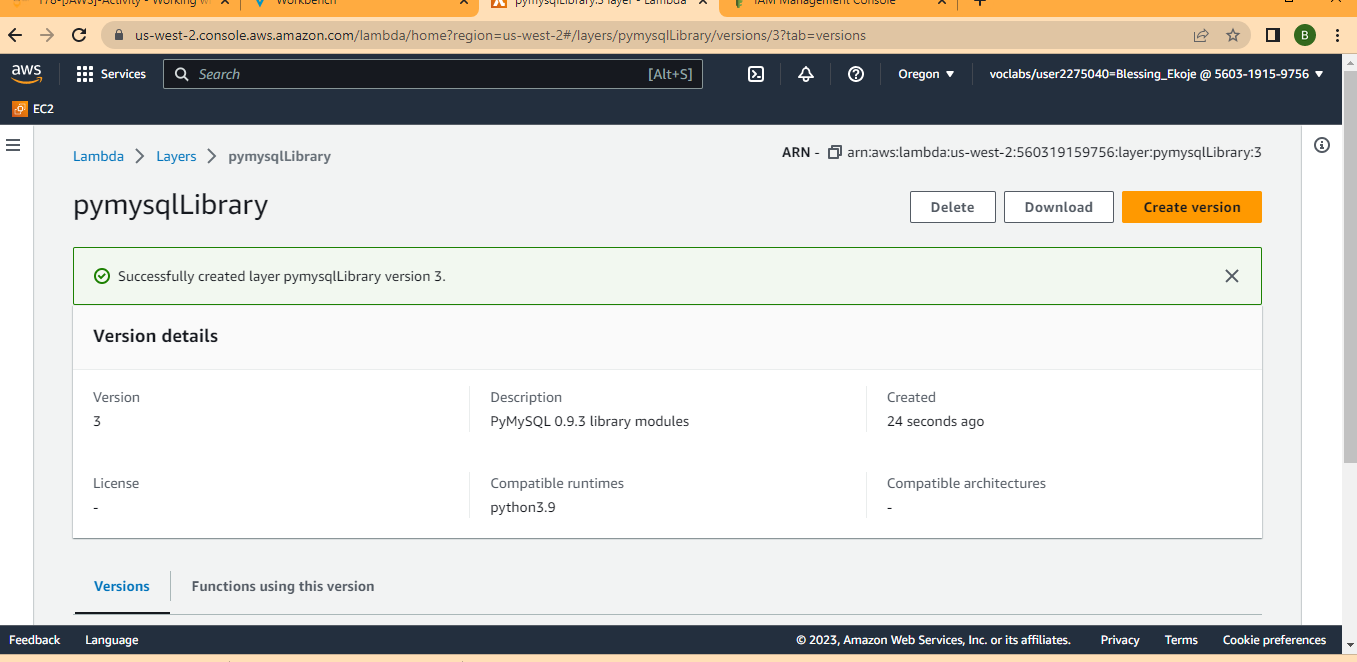 178-[JAWS]-Activity - Working w
Workbench
pymysqlLibrary:3 layer - Lambda
IAM Management Console
us-west-2.console.aws.amazon.com/lambda/home?region=us-west-2#/layers/pymysqlLibrary/versions/3?tab=versions
B
aws
Services
Search
[Alt+S]
Oregon
voclabs/user2275040=Blessing_Ekoje @ 5603-1915-9756
EC2
Lambda > Layers > pymysqlLibrary
ARN - arn:aws:lambda:us-west-2:560319159756:layer:pymysqlLibrary:3
pymysqlLibrary
Delete
Download
Create version
Successfully created layer pymysqlLibrary version 3.
Version details
Version
3
Description
PyMySQL 0.9.3 library modules
Created
24 seconds ago
License
-
Compatible runtimes
python3.9
Compatible architectures
-
Versions
Functions using this version
Feedback
Language
© 2023, Amazon Web Services, Inc. or its affiliates.
Privacy
Terms
Cookie preferences